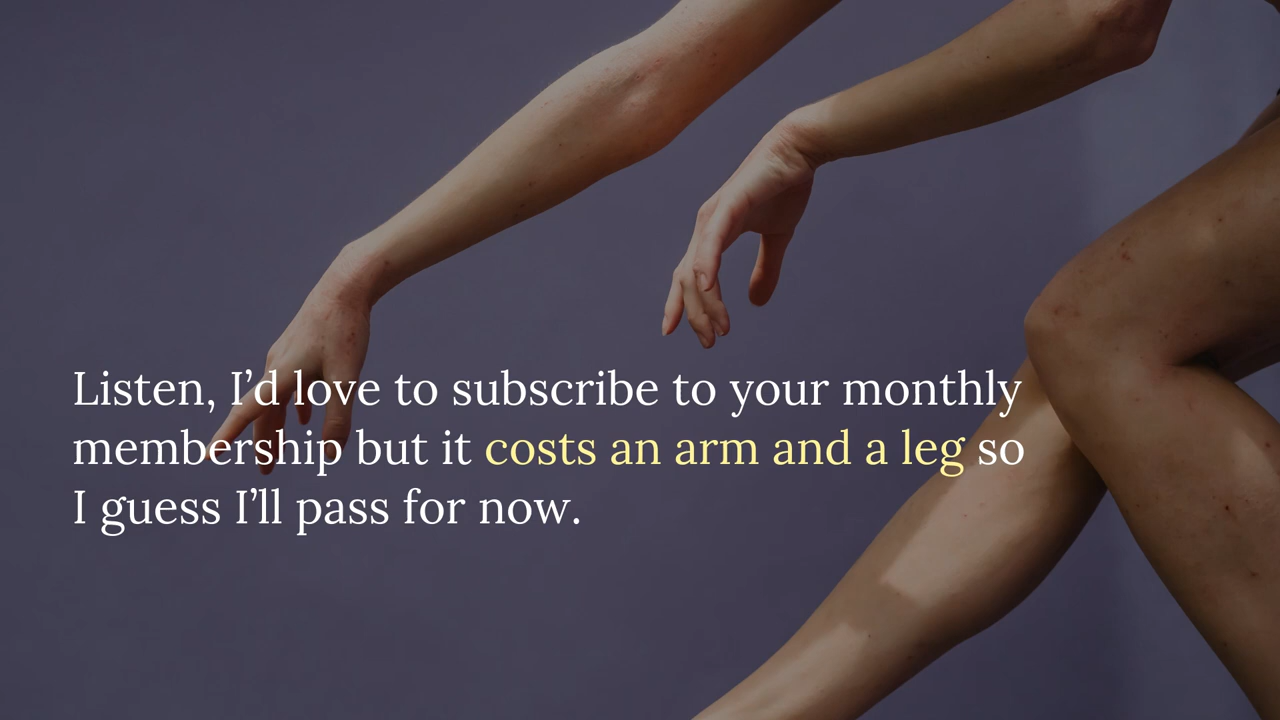 Listen, I’d love to subscribe to your monthly
membership but it costs an arm and a leg so
I guess I’ll pass for now.